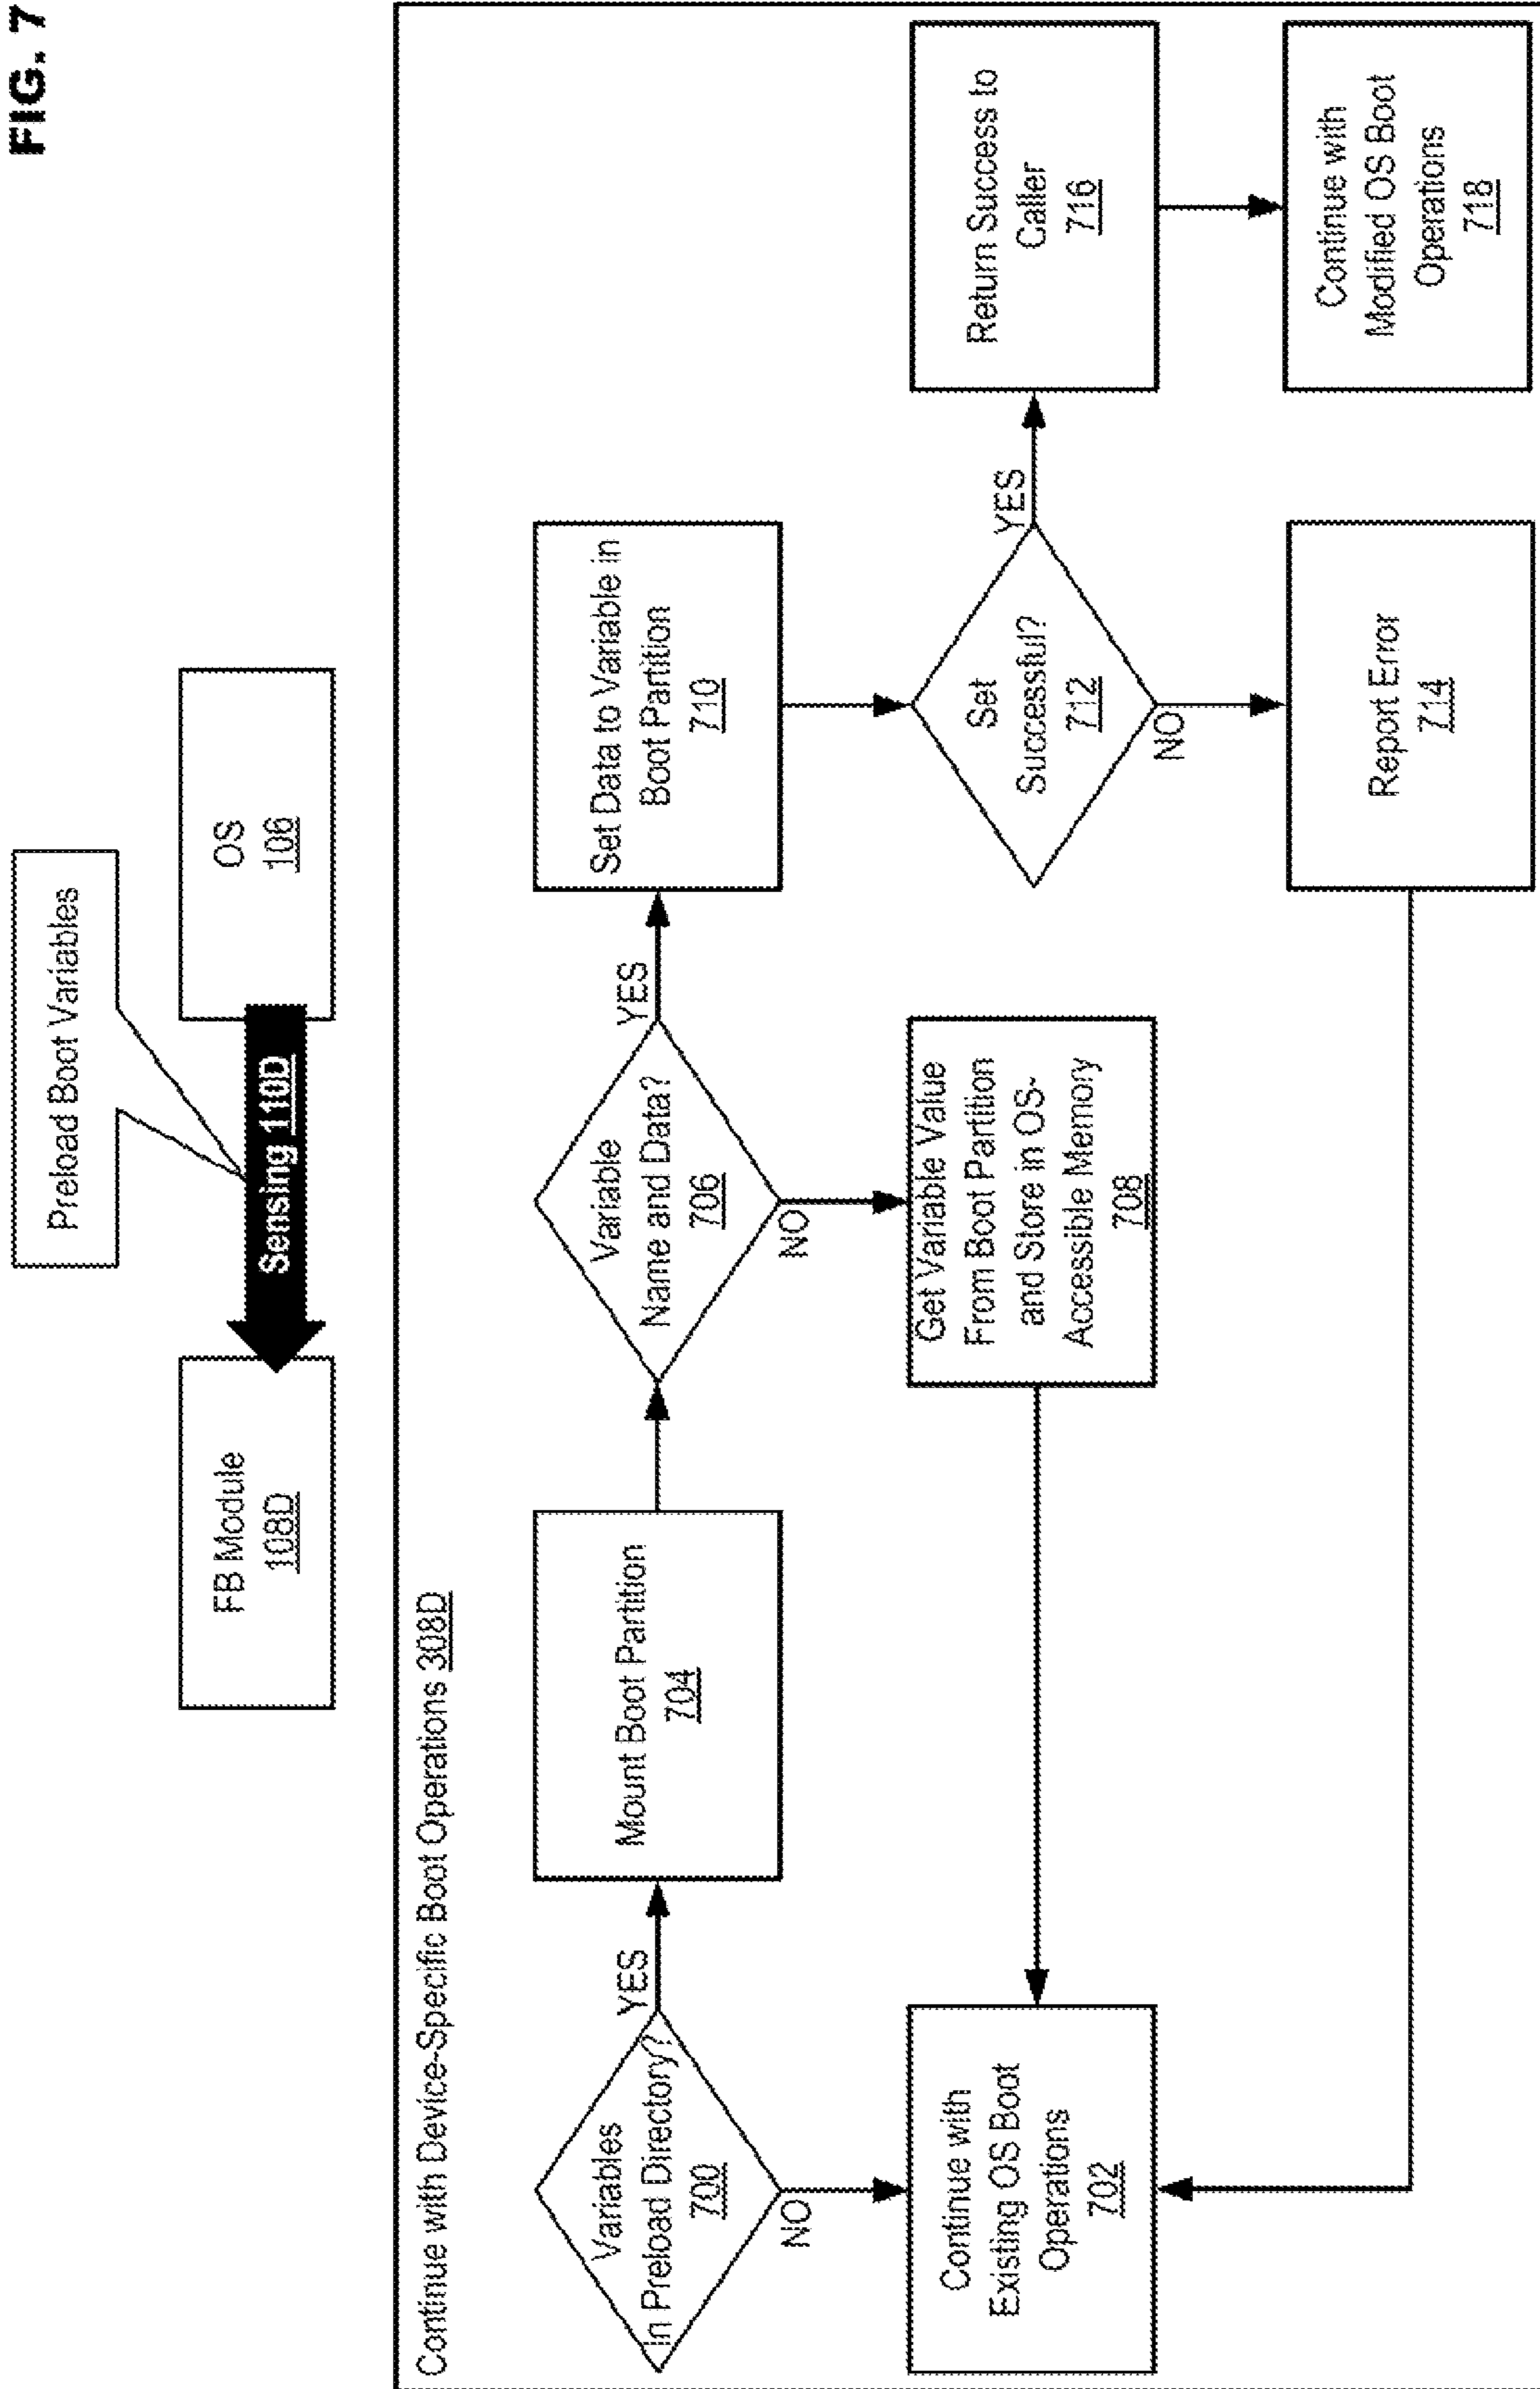 FIG. 7
Preload Boot Variables
FB Module
108D
Sensing 110D
OS
106
Continue with Device-Specific Boot Operations 308D
Variables
In Preload Directory?
700
YES
NO
Mount Boot Partition
704
Variable
Name and Data?
706
YES
NO
Set Data to Variable in
Boot Partition
710
Continue with
Existing OS Boot
Operations
702
Get Variable Value
From Boot Partition
and Store in OS-
Accessible Memory
708
Set
Successful?
712
YES
NO
Return Success to
Caller
716
Report Error
714
Continue with
Modified OS Boot
Operations
718